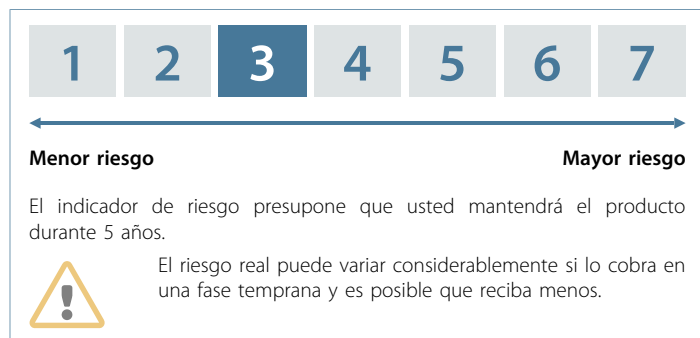 1 2 3 4 5 6 7
Menor riesgo Mayor riesgo
El indicador de riesgo presupone que usted mantendrá el producto
durante 5 años.
El riesgo real puede variar considerablemente si lo cobra en
una fase temprana y es posible que reciba menos.